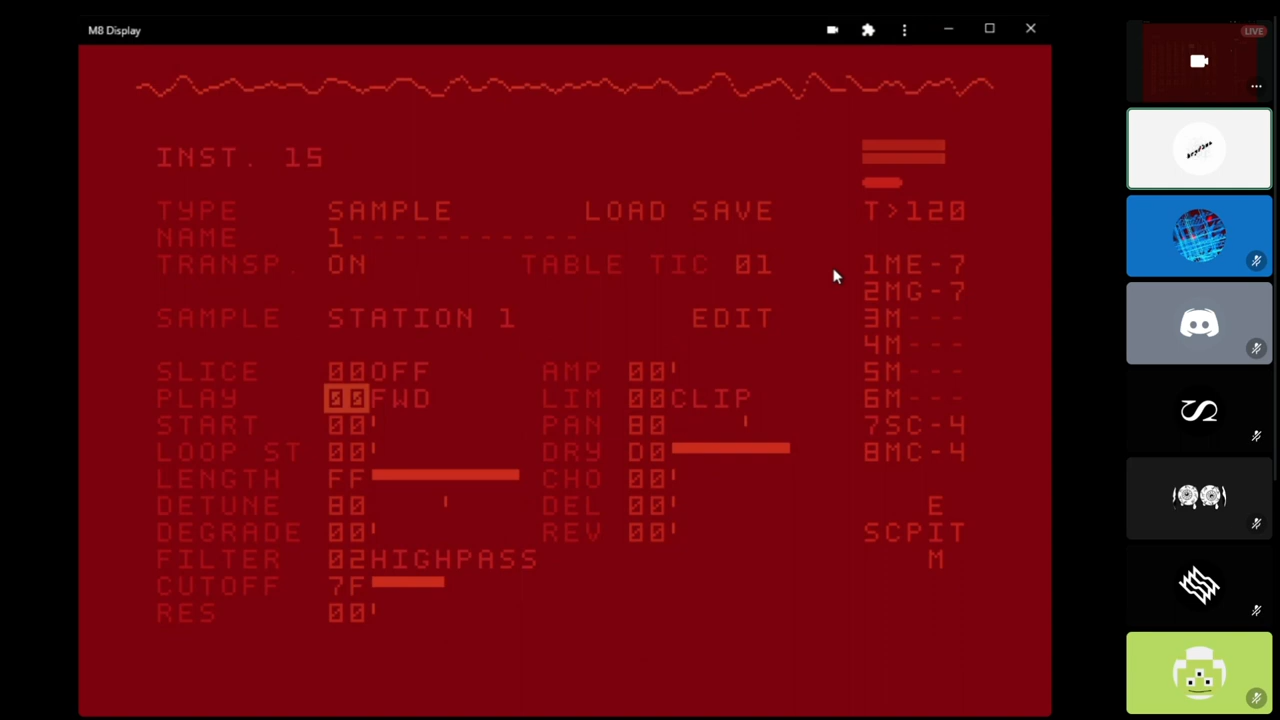 M8 Display
LIVE
INST. 15
TYPE SAMPLE LOAD SAVE T>120
NAME 1-----------
TRANSP. ON TABLE TIC 01 1ME-7
2MG-7
SAMPLE STATION 1 EDIT 3M---
4M---
SLICE 00OFF AMP 00 5M---
PLAY 00FWD LIM 00CLIP 6M---
START 00 PAN 80 7SC-4
LOOP ST 00 DRY D0 8MC-4
LENGTH FF CHO 00
DETUNE 80 DEL 00 E
DEGRADE 00 REV 00 SCPIT
FILTER 02HIGHPASS M
CUTOFF 7F
RES 00